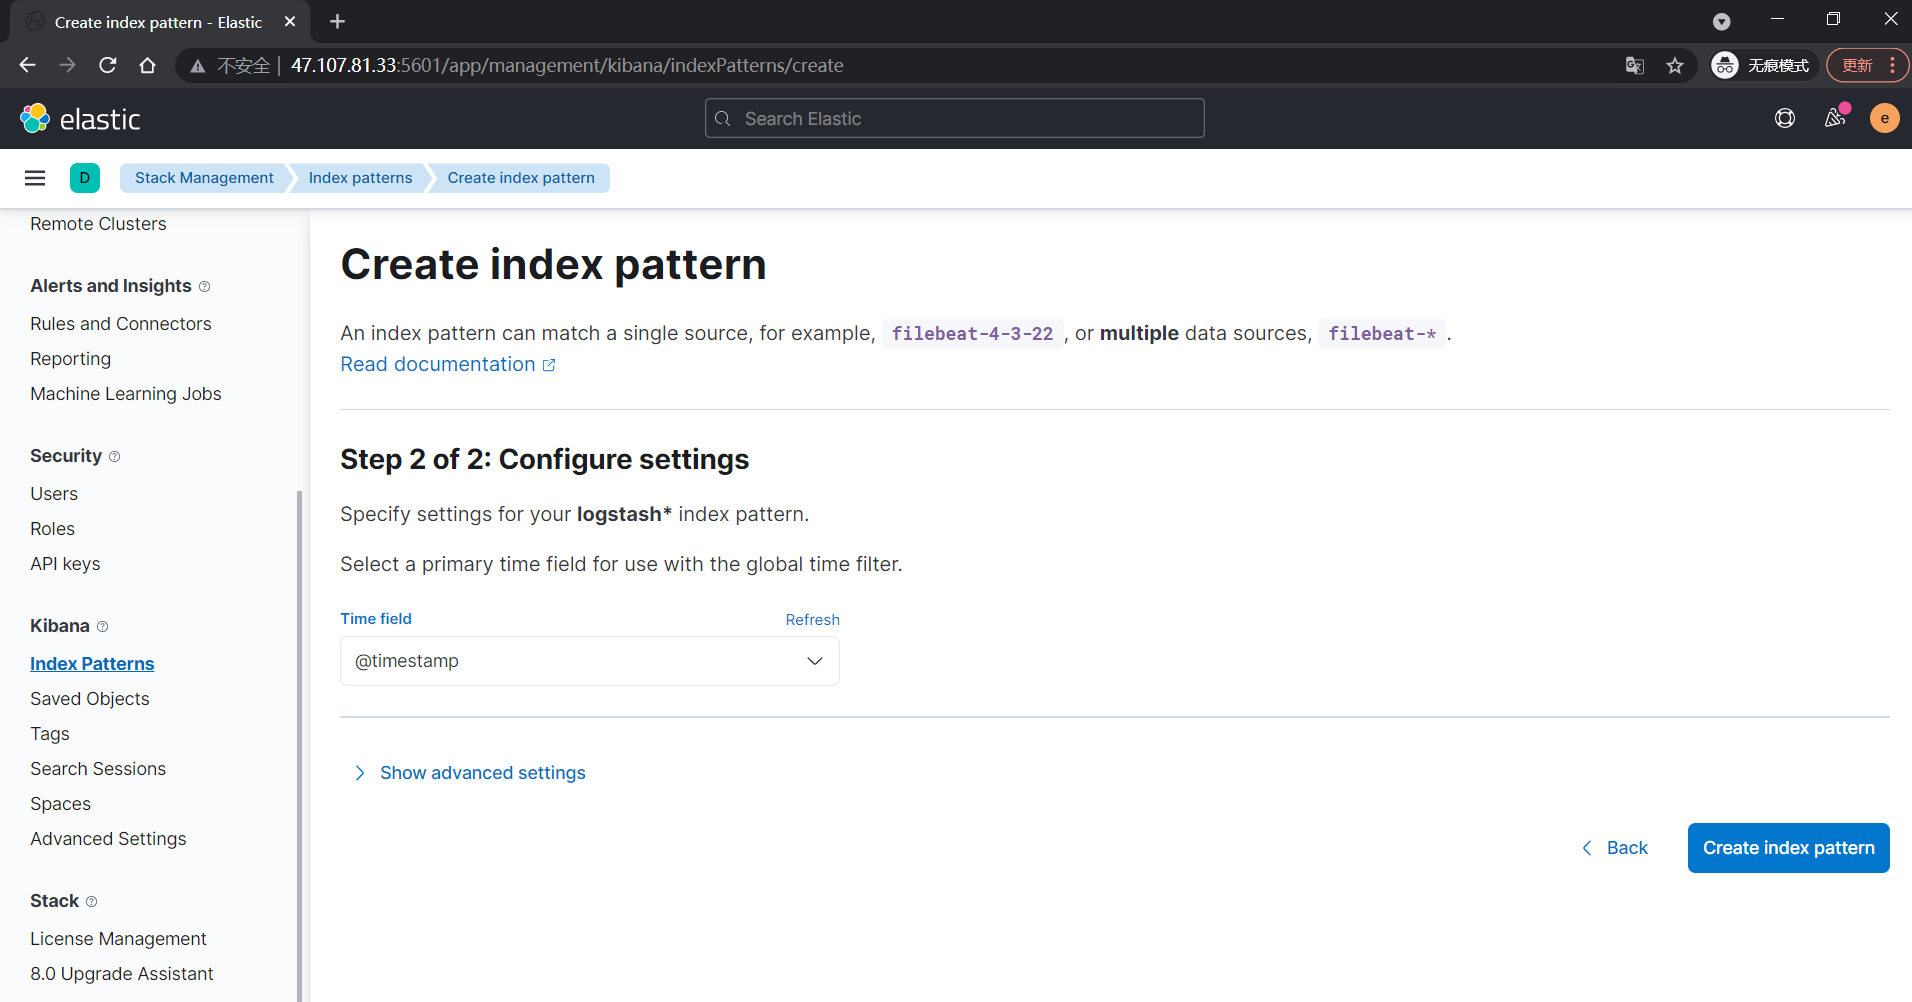 Create index pattern - Elastic
不安全 47.107.81.33:5601/app/management/kibana/indexPatterns/create
无痕模式
更新
elastic
Search Elastic
e
D
Stack Management
Index patterns
Create index pattern
Remote Clusters
Alerts and Insights
Rules and Connectors
Reporting
Machine Learning Jobs
Security
Users
Roles
API keys
Kibana
Index Patterns
Saved Objects
Tags
Search Sessions
Spaces
Advanced Settings
Stack
License Management
8.0 Upgrade Assistant
Create index pattern
An index pattern can match a single source, for example, filebeat-4-3-22 , or multiple data sources, filebeat-* .
Read documentation
Step 2 of 2: Configure settings
Specify settings for your logstash* index pattern.
Select a primary time field for use with the global time filter.
Time field
Refresh
@timestamp
Show advanced settings
Back
Create index pattern